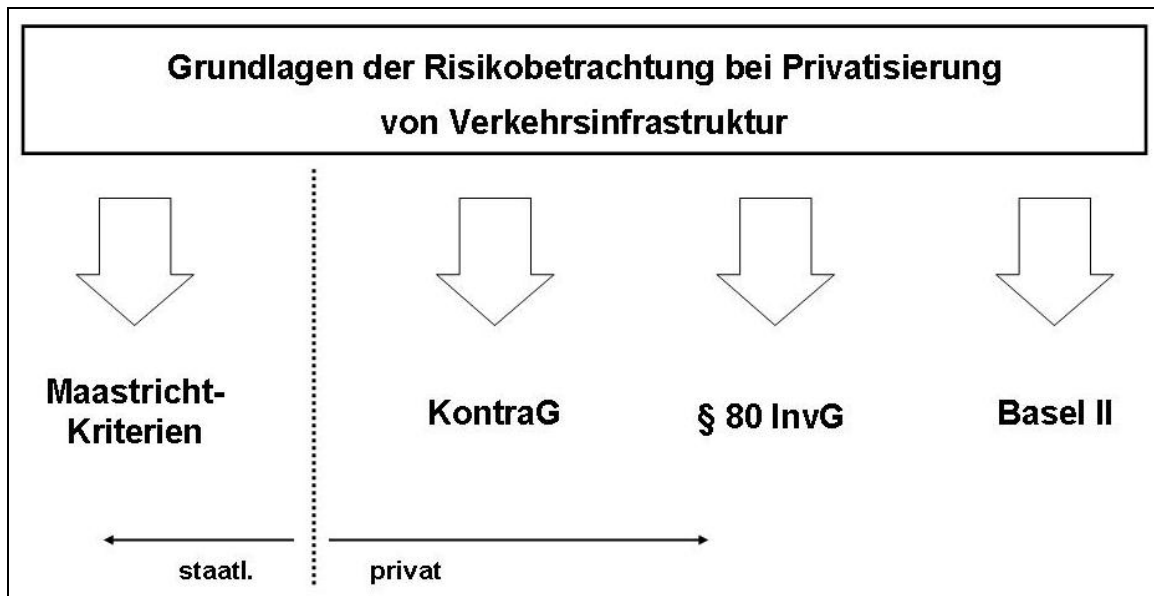 Grundlagen der Risikobetrachtung bei Privatisierung
von Verkehrsinfrastruktur
Maastricht-
Kriterien
KontraG
§ 80 InvG
Basel II
staatl.
privat